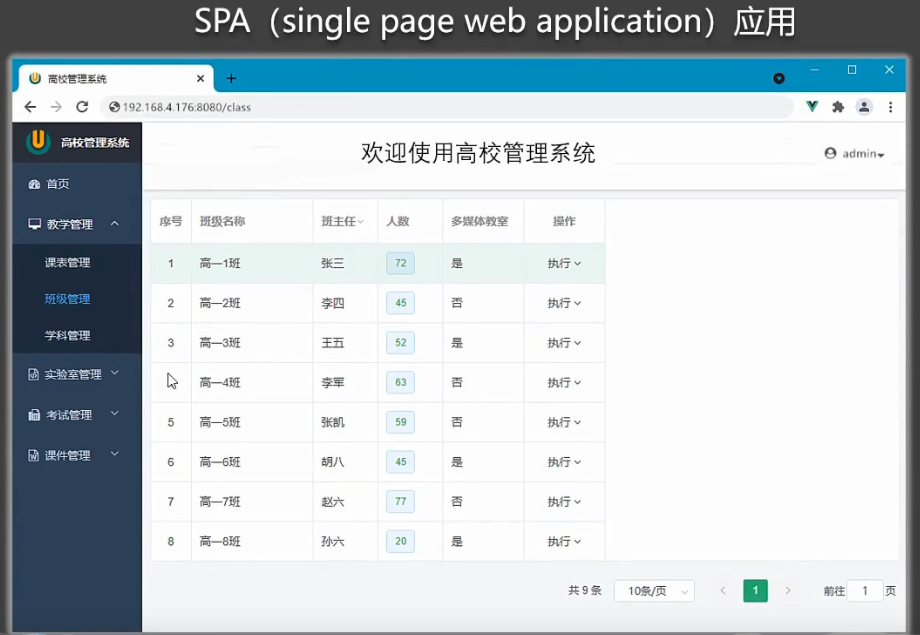 SPA（single page web application）应用
高校管理系统
192.168.4.176:8080/class
高校管理系统
欢迎使用高校管理系统
admin
首页
教学管理
课表管理
班级管理
学科管理
实验室管理
考试管理
课件管理
序号 班级名称 班主任 人数 多媒体教室 操作
1 高一1班 张三 72 是 执行
2 高一2班 李四 45 否 执行
3 高一3班 王五 52 是 执行
高一4班 李军 63 否 执行
5 高一5班 张凯 59 否 执行
6 高一6班 胡八 45 是 执行
7 高一7班 赵六 77 否 执行
8 高一8班 孙六 20 是 执行
共 9 条 10条/页 1 前往 1 页